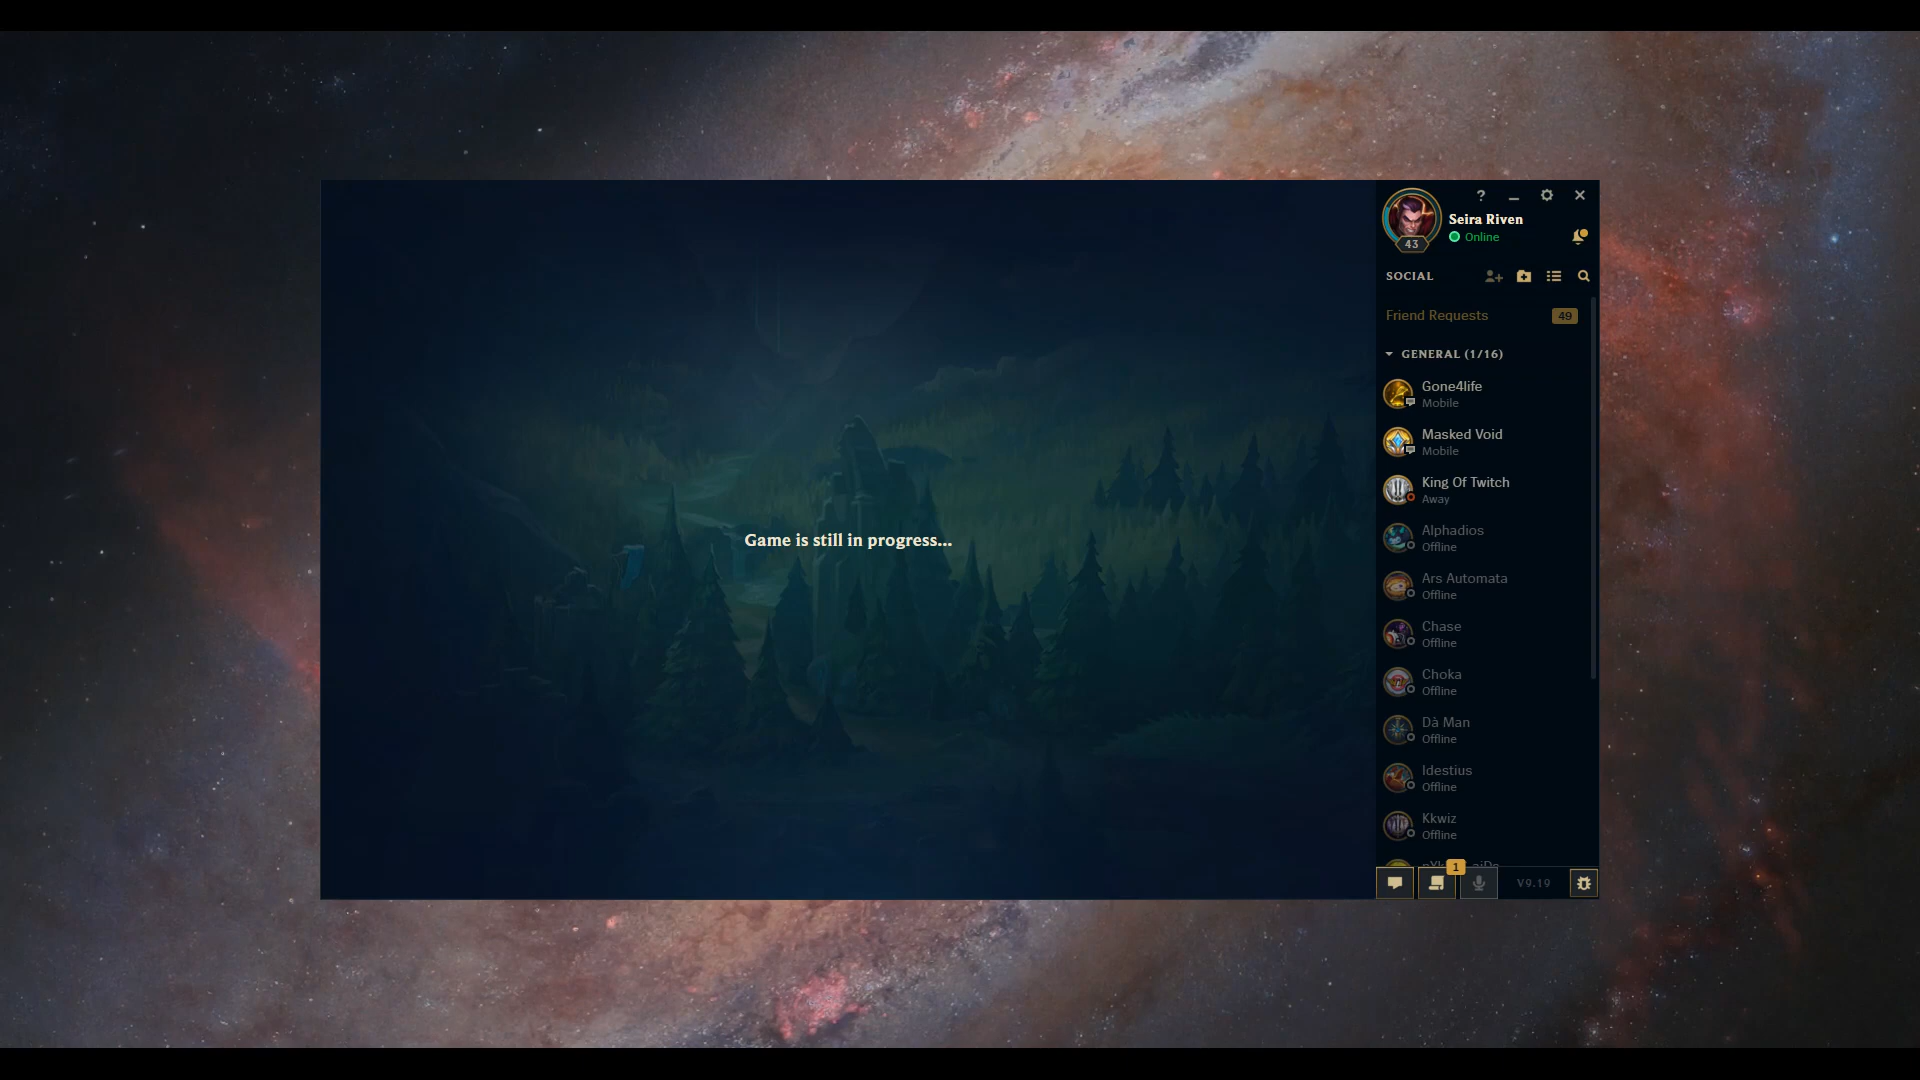 ?
Seira Riven
Online
43
SOCIAL
Friend Requests
49
GENERAL (1/16)
Gone4life
Mobile
Masked Void
Mobile
King Of Twitch
Away
Alphadios
Offline
Ars Automata
Offline
Chase
Offline
Choka
Offline
Dà Man
Offline
Idestius
Offline
Kkwiz
Offline
1
V9.19
Game is still in progress...